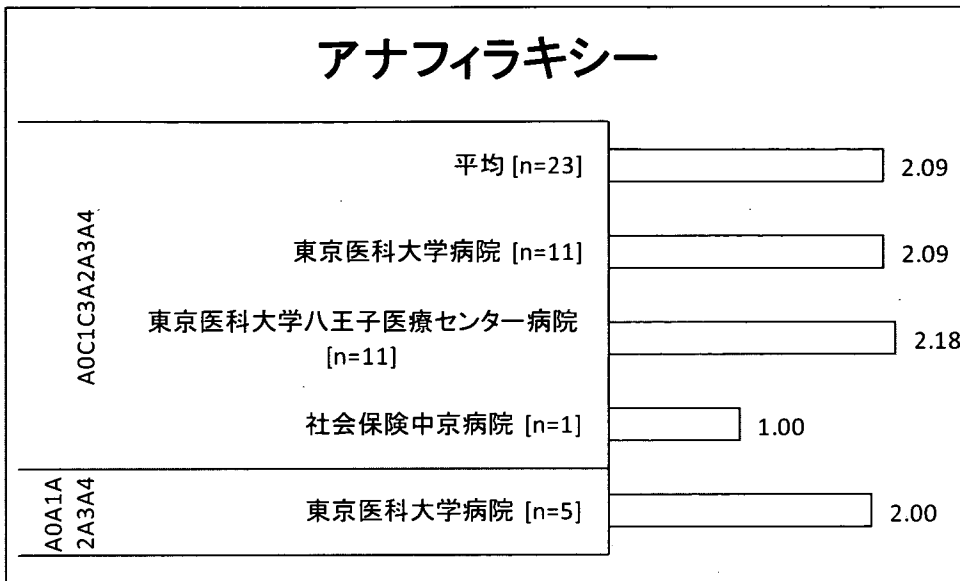 アナフィラキシー
A0C1C3A2A3A4
平均 [n=23]
2.09
東京医科大学病院 [n=11]
2.09
東京医科大学八王子医療センター病院
[n=11]
2.18
社会保険中京病院 [n=1]
1.00
A0A1A
2A3A4
東京医科大学病院 [n=5]
2.00